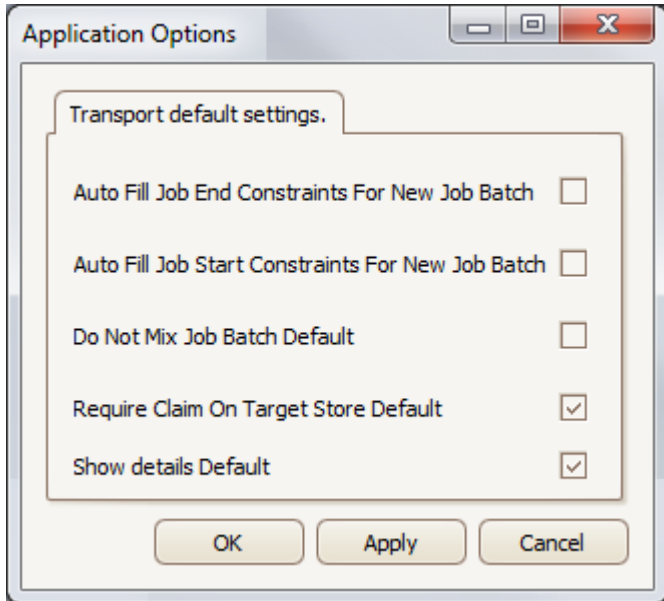 Application Options
Transport default settings.
Auto Fill Job End Constraints For New Job Batch
Auto Fill Job Start Constraints For New Job Batch
Do Not Mix Job Batch Default
Require Claim On Target Store Default
Show details Default
OK Apply Cancel